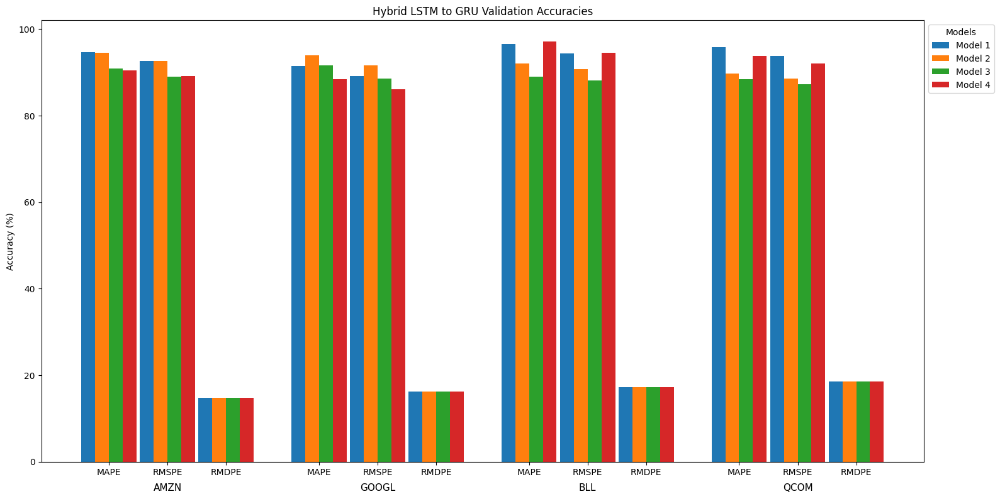 Hybrid LSTM to GRU Validation Accuracies
Accuracy (%)
100
80
60
40
20
0
MAPE RMSPE RMDPE MAPE RMSPE RMDPE MAPE RMSPE RMDPE MAPE RMSPE RMDPE
AMZN GOOGL BLL QCOM
Models
Model 1
Model 2
Model 3
Model 4